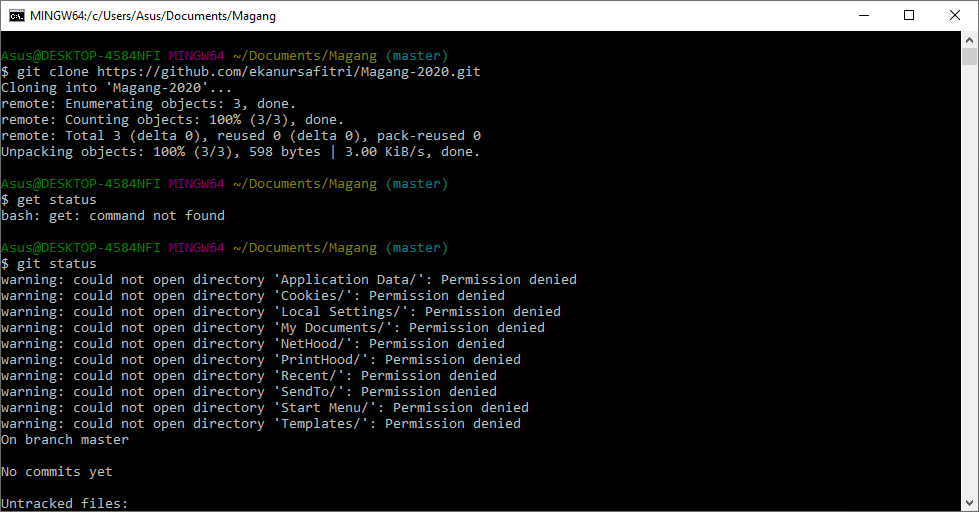 MINGW64:/c/Users/Asus/Documents/Magang
Asus@DESKTOP-4584NFI MINGW64 ~/Documents/Magang (master)
$ git clone https://github.com/ekanursafitri/Magang-2020.git
Cloning into 'Magang-2020'...
remote: Enumerating objects: 3, done.
remote: Counting objects: 100% (3/3), done.
remote: Total 3 (delta 0), reused 0 (delta 0), pack-reused 0
Unpacking objects: 100% (3/3), 598 bytes | 3.00 KiB/s, done.
Asus@DESKTOP-4584NFI MINGW64 ~/Documents/Magang (master)
$ get status
bash: get: command not found
Asus@DESKTOP-4584NFI MINGW64 ~/Documents/Magang (master)
$ git status
warning: could not open directory 'Application Data/': Permission denied
warning: could not open directory 'Cookies/': Permission denied
warning: could not open directory 'Local Settings/': Permission denied
warning: could not open directory 'My Documents/': Permission denied
warning: could not open directory 'NetHood/': Permission denied
warning: could not open directory 'PrintHood/': Permission denied
warning: could not open directory 'Recent/': Permission denied
warning: could not open directory 'SendTo/': Permission denied
warning: could not open directory 'Start Menu/': Permission denied
warning: could not open directory 'Templates/': Permission denied
On branch master
No commits yet
Untracked files: